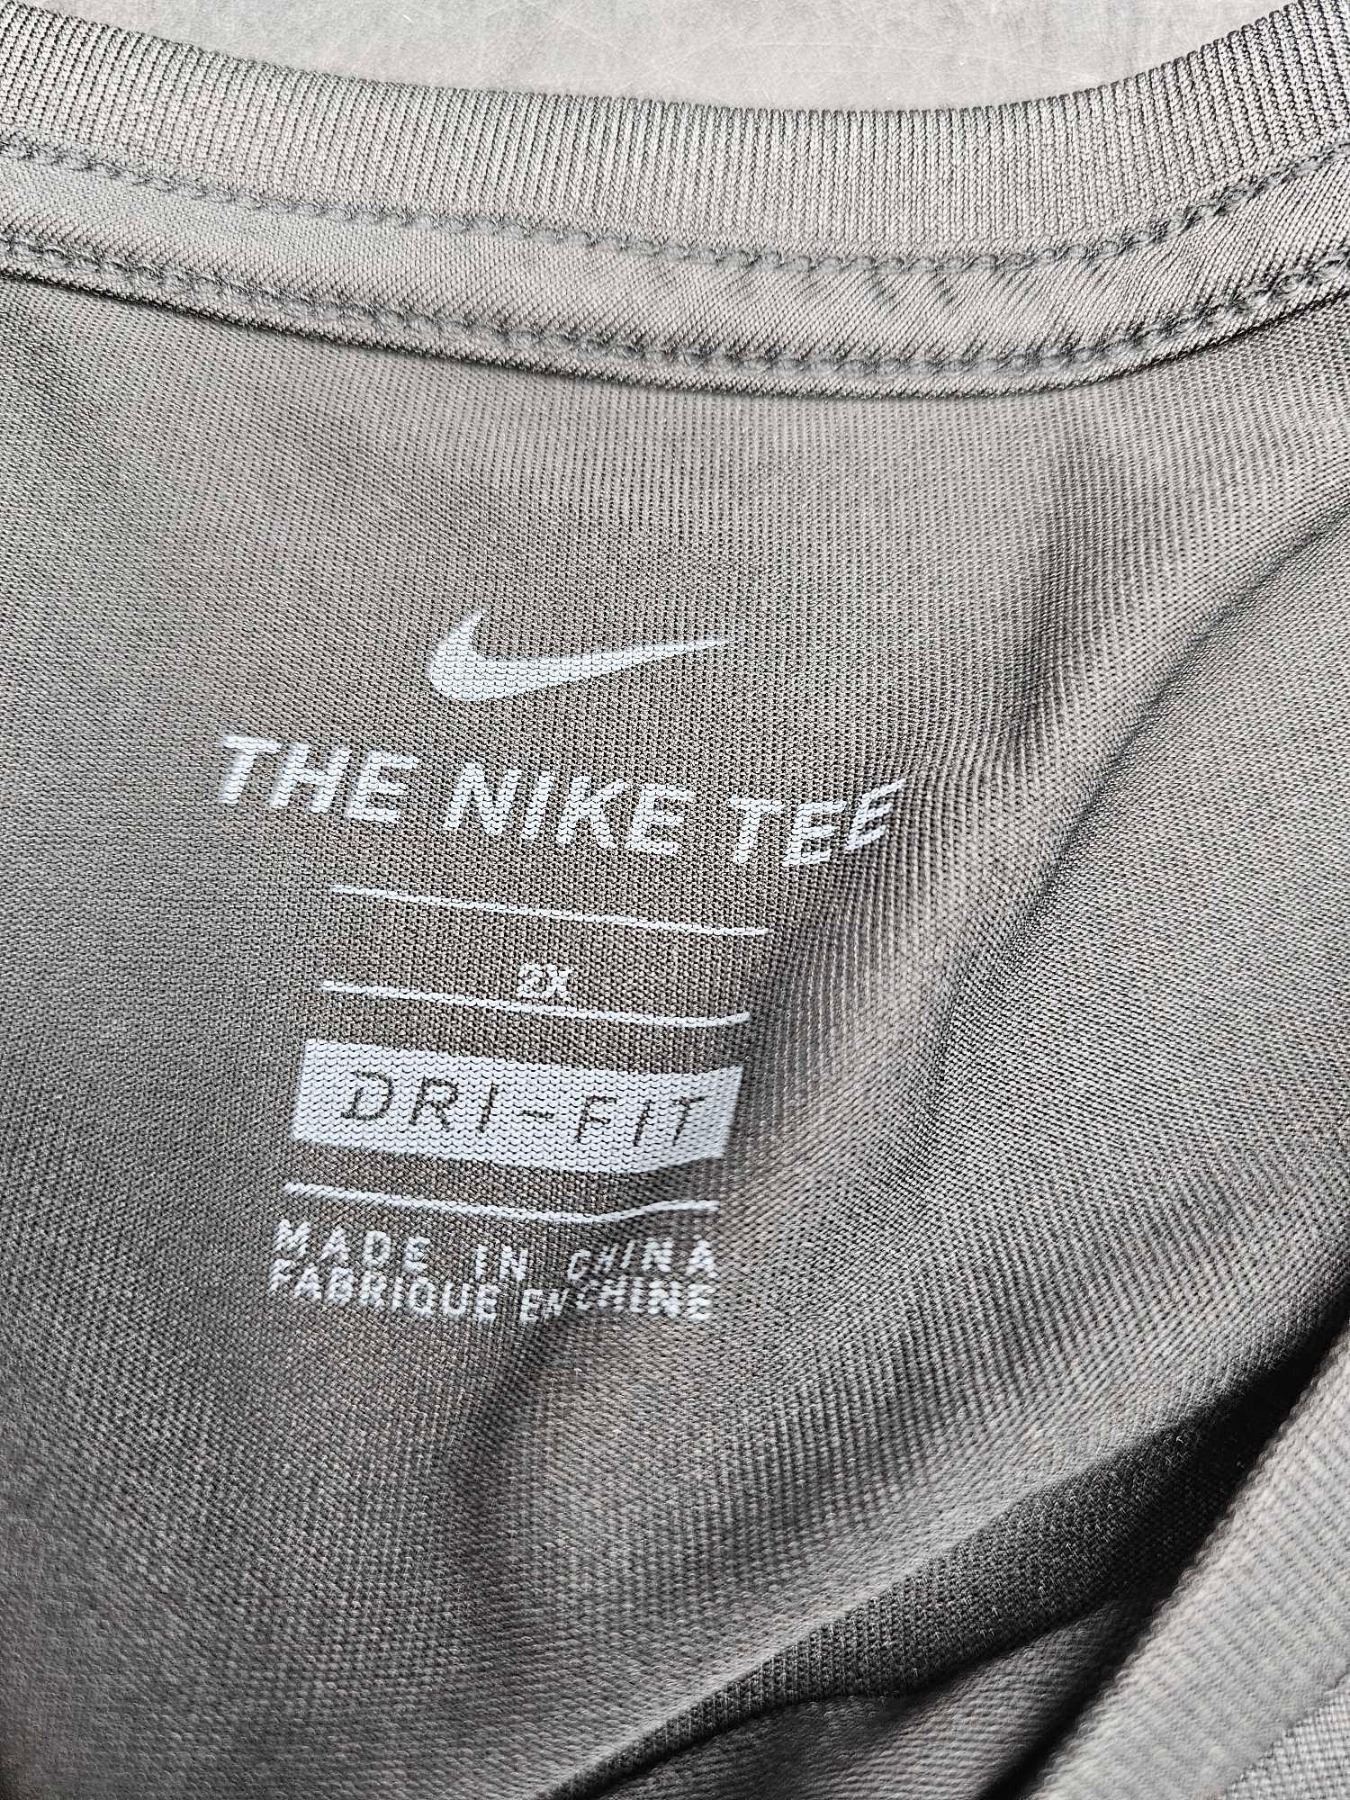 THE NIKE TEE
2X
DRI-FIT
MADE IN CHINA
FABRIQUE EN CHINE